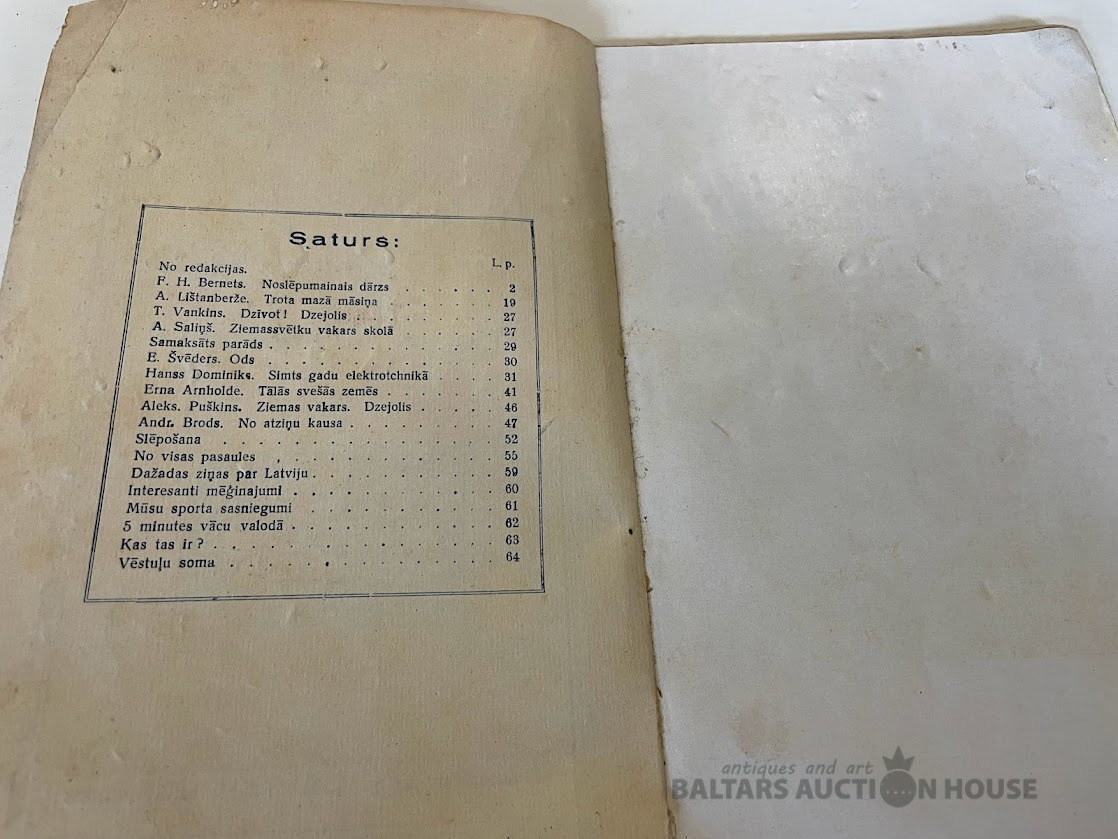 Saturs:
L. p.
No redakcijas.
F. H. Bernets. Noslēpumainais dārzs . . . . . . 2
A. Lištanberže. Trota mazā māsiņa . . . . . . 19
T. Vankins. Dzīvot! Dzejolis . . . . . . . . 27
A. Saliņš. Ziemassvētku vakars skolā . . . . . 27
Samaksāts parāds . . . . . . . . . . . . 29
E. Švēders. Ods . . . . . . . . . . . . 30
Hanss Dominiks. Simts gadu elektrotechnikā . . . . 31
Erna Arnholde. Tālās svešās zemēs . . . . . . 41
Aleks. Puškins. Ziemas vakars. Dzejolis . . . . . 46
Andr. Brods. No atziņu kausa . . . . . . . . 47
Slēpošana . . . . . . . . . . . . . . . 52
No visas pasaules . . . . . . . . . . . . 55
Dažadas ziņas par Latviju . . . . . . . . . . 59
Interesanti mēģinajumi . . . . . . . . . . . 60
Mūsu sporta sasniegumi . . . . . . . . . . 61
5 minutes vācu valodā . . . . . . . . . . . 62
Kas tas ir? . . . . . . . . . . . . . . . 63
Vēstuļu soma . . . . . . . . . . . . . . 64
antiques and art
BALTARS AUCTION HOUSE